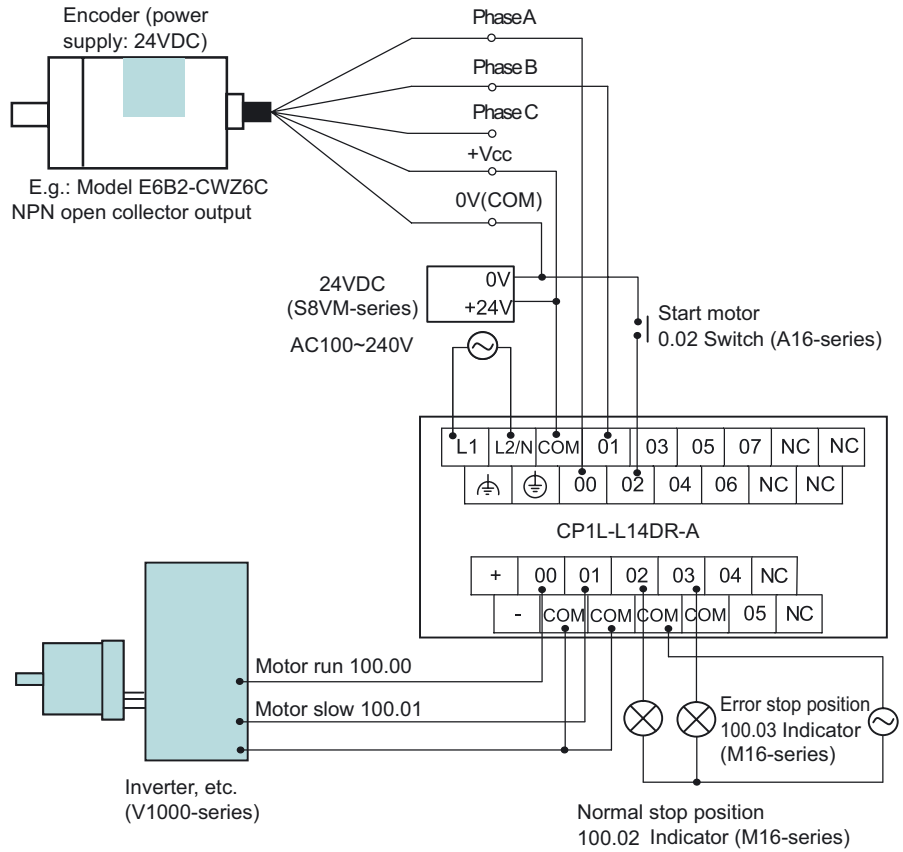 Encoder (power
supply: 24VDC)
Phase A
Phase B
Phase C
+Vcc
0V(COM)
E.g.: Model E6B2-CWZ6C
NPN open collector output
24VDC
(S8VM-series)
0V
+24V
AC100~240V
Start motor
0.02 Switch (A16-series)
L1 L2/N COM 01 03 05 07 NC NC
00 02 04 06 NC NC
CP1L-L14DR-A
+ 00 01 02 03 04 NC
- COM COM COM COM 05 NC
Motor run 100.00
Motor slow 100.01
Error stop position
100.03 Indicator
(M16-series)
Inverter, etc.
(V1000-series)
Normal stop position
100.02 Indicator (M16-series)